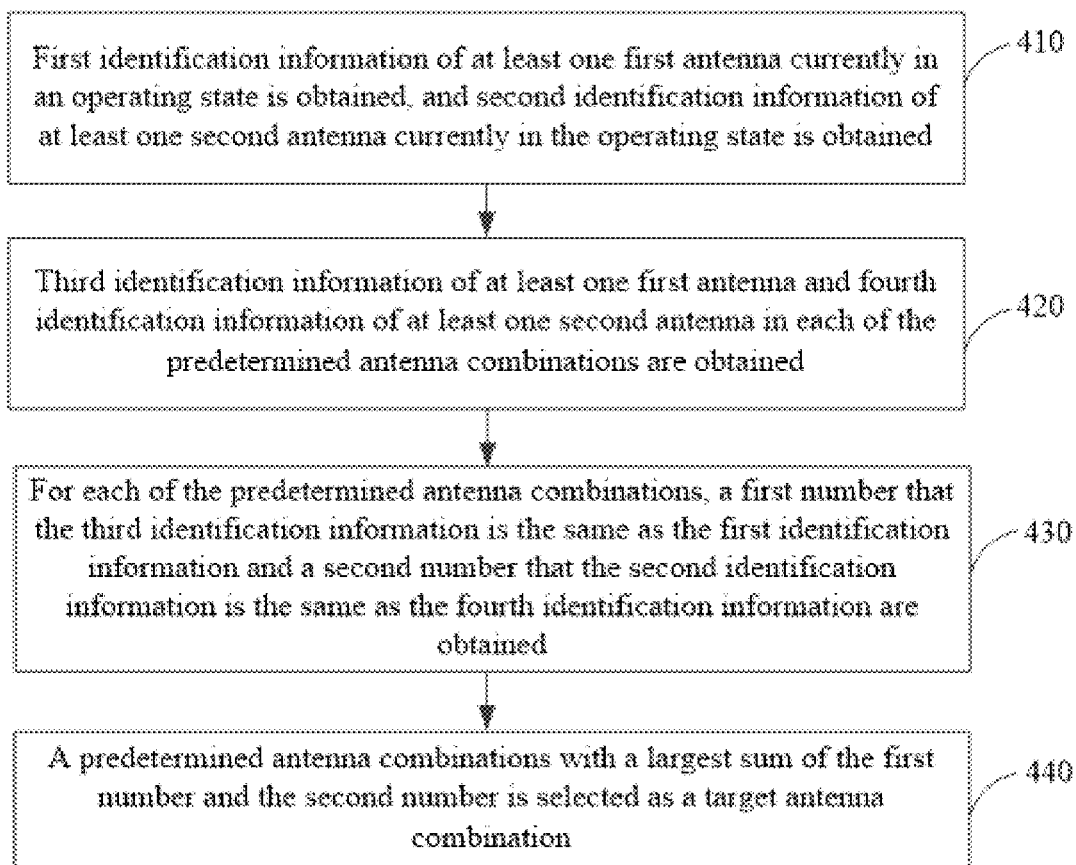 First identification information of at least one first antenna currently in
an operating state is obtained, and second identification information of
at least one second antenna currently in the operating state is obtained
410
Third identification information of at least one first antenna and fourth
identification information of at least one second antenna in each of the
predetermined antenna combinations are obtained
420
For each of the predetermined antenna combinations, a first number that
the third identification information is the same as the first identification
information and a second number that the second identification
information is the same as the fourth identification information are
obtained
430
A predetermined antenna combinations with a largest sum of the first
number and the second number is selected as a target antenna
combination
440